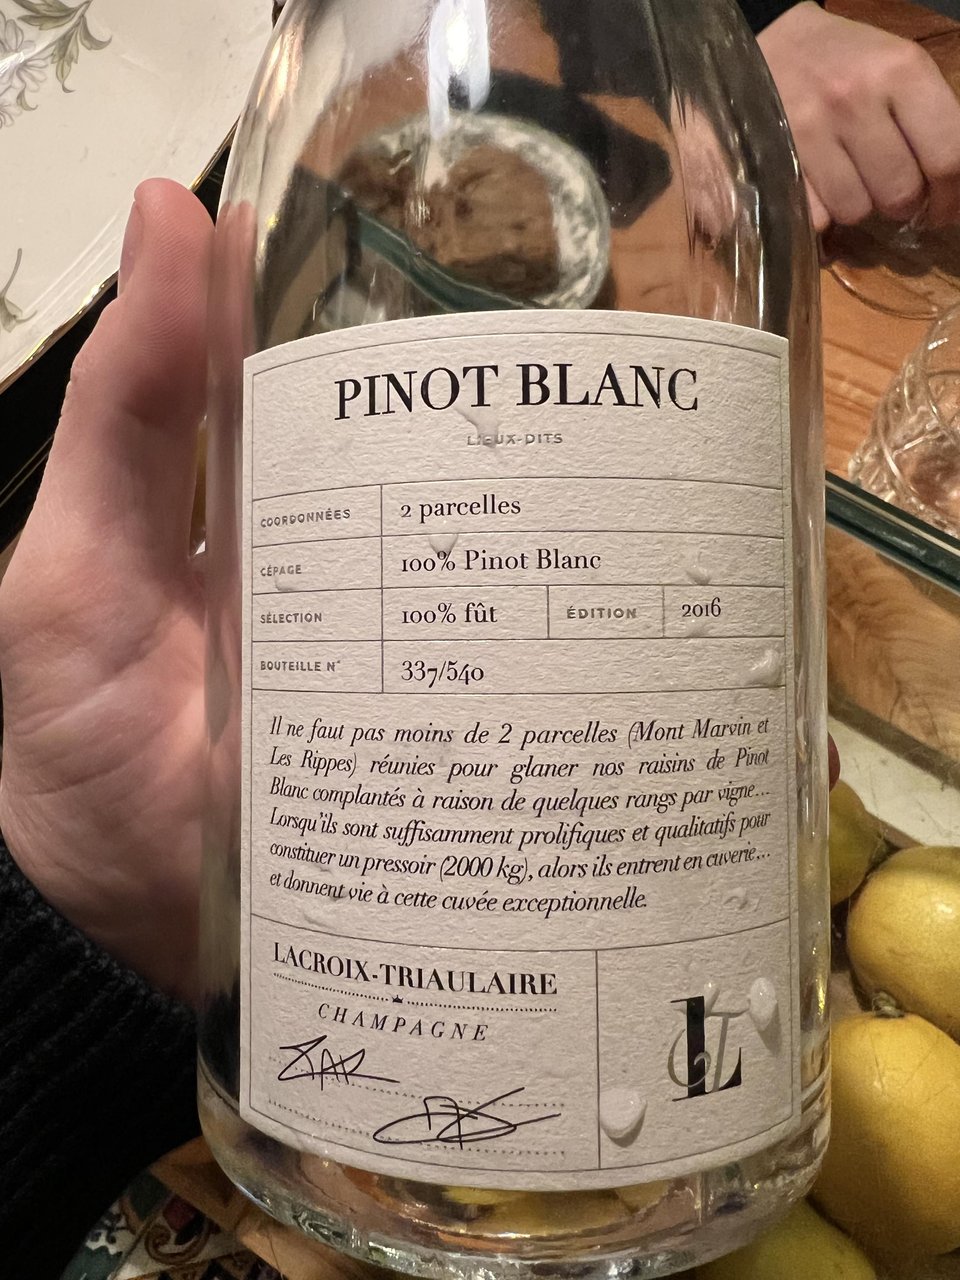 PINOT BLANC
LIEUX-DITS
COORDONNÉES 2 parcelles
CÉPAGE 100% Pinot Blanc
SÉLECTION 100% fût ÉDITION 2016
BOUTEILLE N° 337/540
Il ne faut pas moins de 2 parcelles (Mont Marvin et
Les Rippes) réunies pour glaner nos raisins de Pinot
Blanc complantés à raison de quelques rangs par vigne...
Lorsqu'ils sont suffisamment prolifiques et qualitatifs pour
constituer un pressoir (2000 kg), alors ils entrent en cuverie...
et donnent vie à cette cuvée exceptionnelle.
LACROIX-TRIAULAIRE
CHAMPAGNE